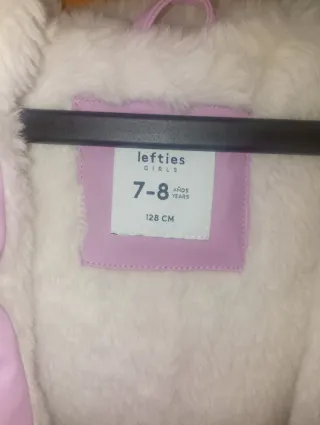 lefties
GIRLS
7-8 AÑOS
YEARS
128 CM